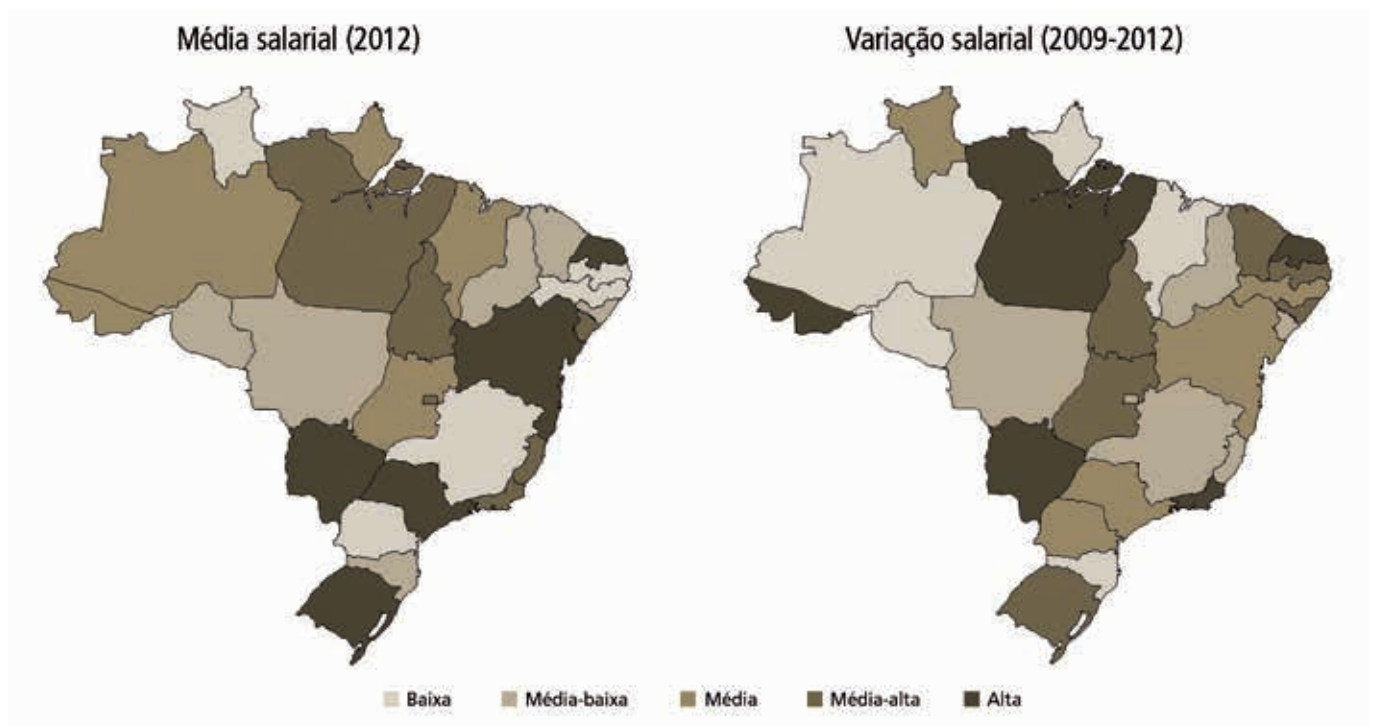 Média salarial (2012)
Variação salarial (2009-2012)
Baixa
Média-baixa
Média
Média-alta
Alta